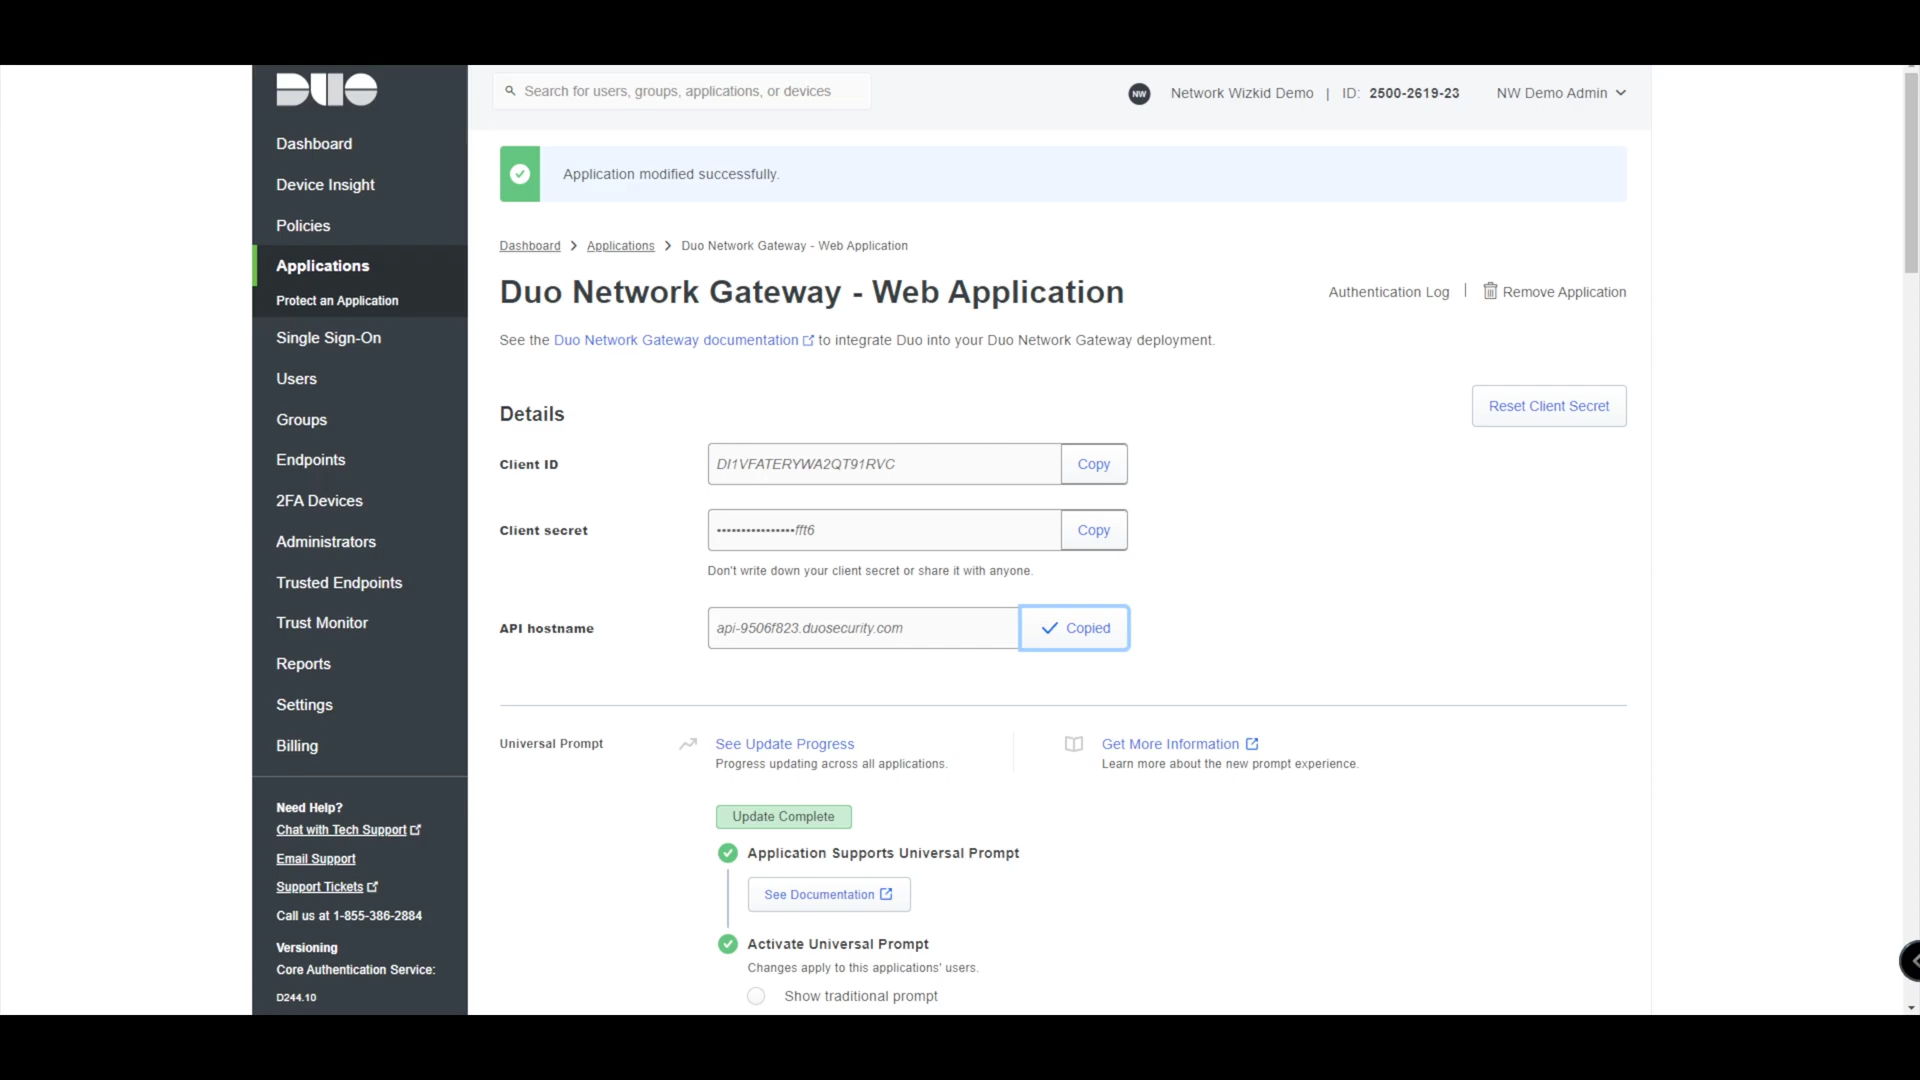 DUO
Search for users, groups, applications, or devices
NW
Network Wizkid Demo | ID: 2500-2619-23
NW Demo Admin
Dashboard
Device Insight
Policies
Applications
Protect an Application
Single Sign-On
Users
Groups
Endpoints
2FA Devices
Administrators
Trusted Endpoints
Trust Monitor
Reports
Settings
Billing
Need Help?
Chat with Tech Support
Email Support
Support Tickets
Call us at 1-855-386-2884
Versioning
Core Authentication Service:
D244.10
Application modified successfully.
Dashboard > Applications > Duo Network Gateway - Web Application
Duo Network Gateway - Web Application
Authentication Log | Remove Application
See the Duo Network Gateway documentation to integrate Duo into your Duo Network Gateway deployment.
Details
Reset Client Secret
Client ID
DI1VFATERYWA2QT91RVC
Copy
Client secret
••••••••••••••••fft6
Copy
Don't write down your client secret or share it with anyone.
API hostname
api-9506f823.duosecurity.com
Copied
Universal Prompt
See Update Progress
Progress updating across all applications.
Get More Information
Learn more about the new prompt experience.
Update Complete
Application Supports Universal Prompt
See Documentation
Activate Universal Prompt
Changes apply to this applications' users.
Show traditional prompt